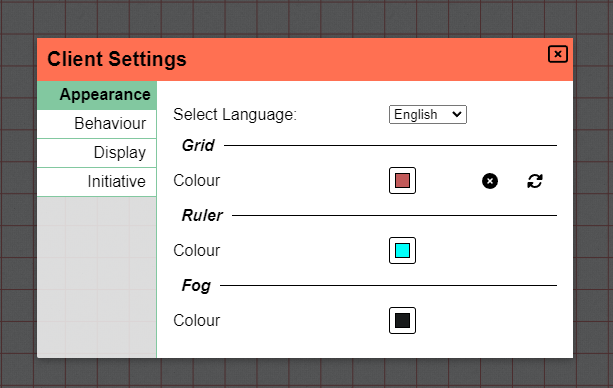 Client Settings
Appearance
Behaviour
Display
Initiative
Select Language:
English
Grid
Colour
Ruler
Colour
Fog
Colour